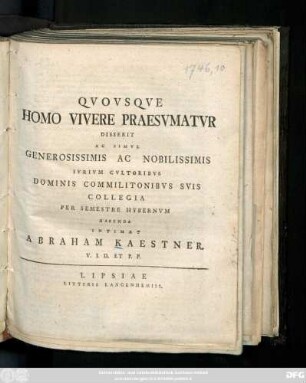 1746,10
QVOVSQVE
HOMO VIVERE PRAESVMATVR
DISSERIT
AC SIMVL
GENEROSISSIMIS AC NOBILISSIMIS
IVRIVM CVLTORIBVS
DOMINIS COMMILITONIBVS SVIS
COLLEGIA
PER SEMESTRE HYBERNVM
HABENDA
INTIMAT
ABRAHAM KAESTNER,
V. I. D. ET P. P.
LIPSIAE
LITTERIS LANGENHEMIIS.